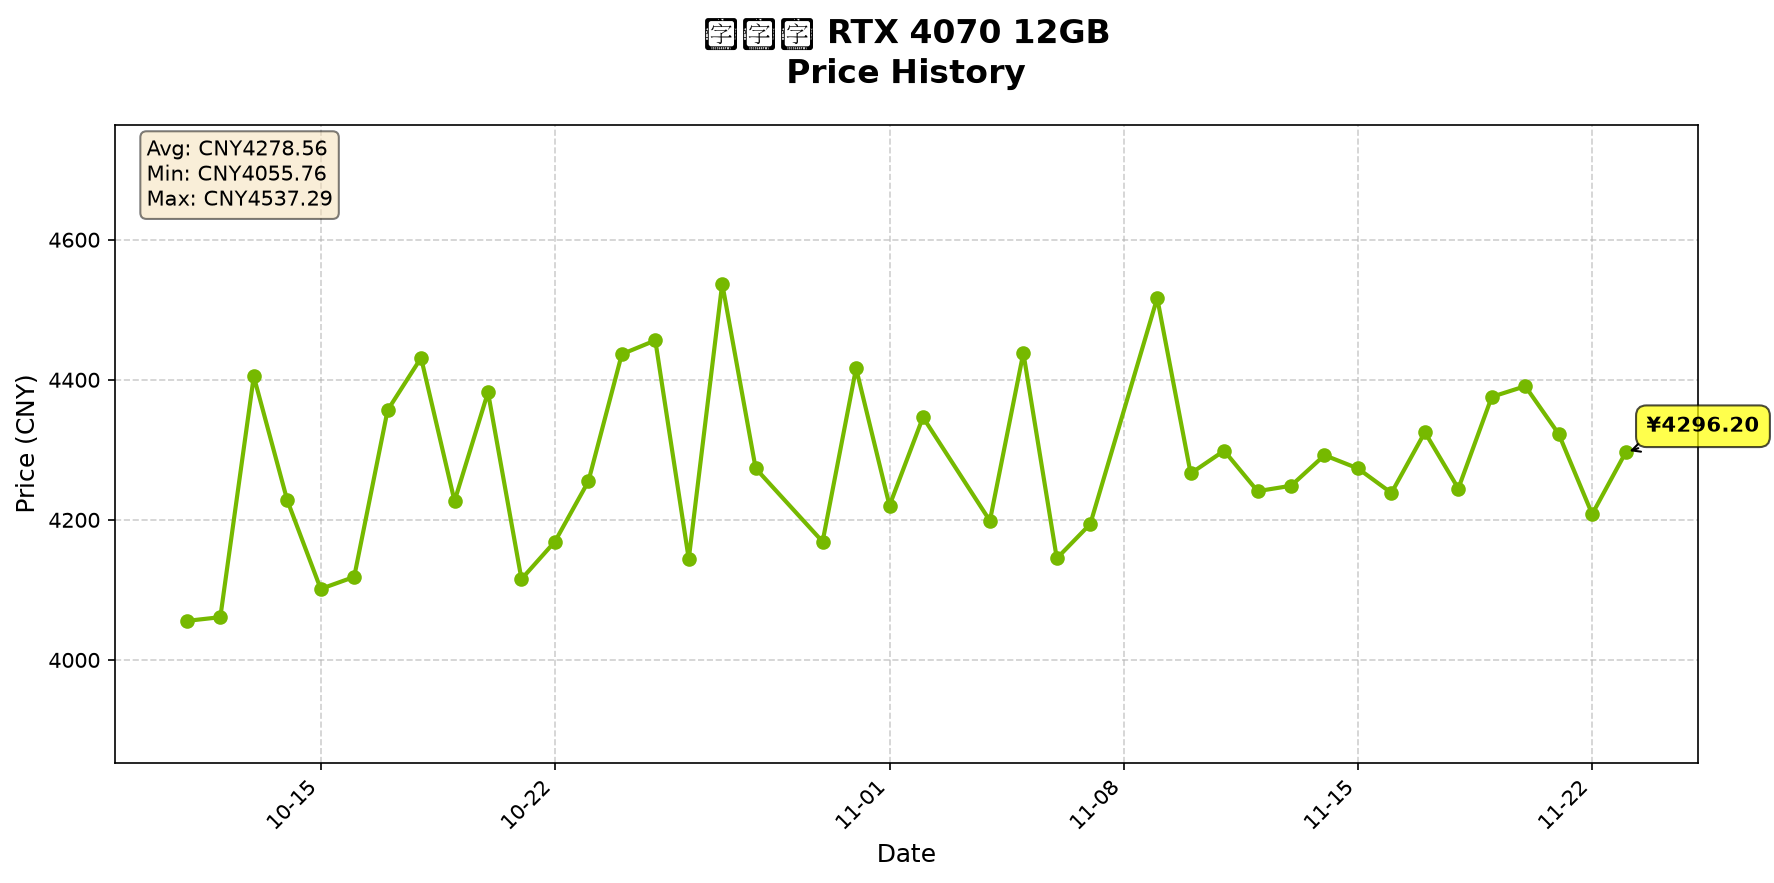 RTX 4070 12GB
Price History
Avg: CNY4278.56
Min: CNY4055.76
Max: CNY4537.29
4600
4400
4200
4000
Price (CNY)
¥4296.20
10-15
10-22
11-01
11-08
11-15
11-22
Date